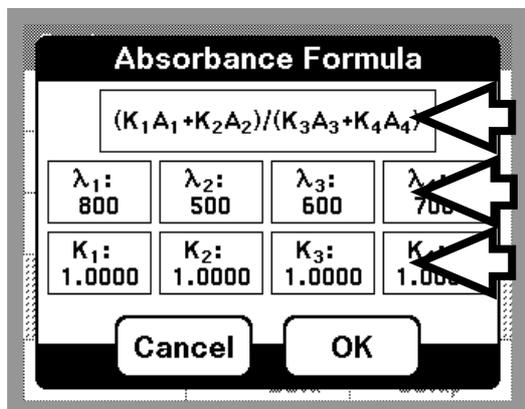 Absorbance Formula
(K₁A₁+K₂A₂)/(K₃A₃+K₄A₄)
λ₁: λ₂: λ₃:
800 500 600 700
K₁: K₂: K₃:
1.0000 1.0000 1.0000
Cancel OK